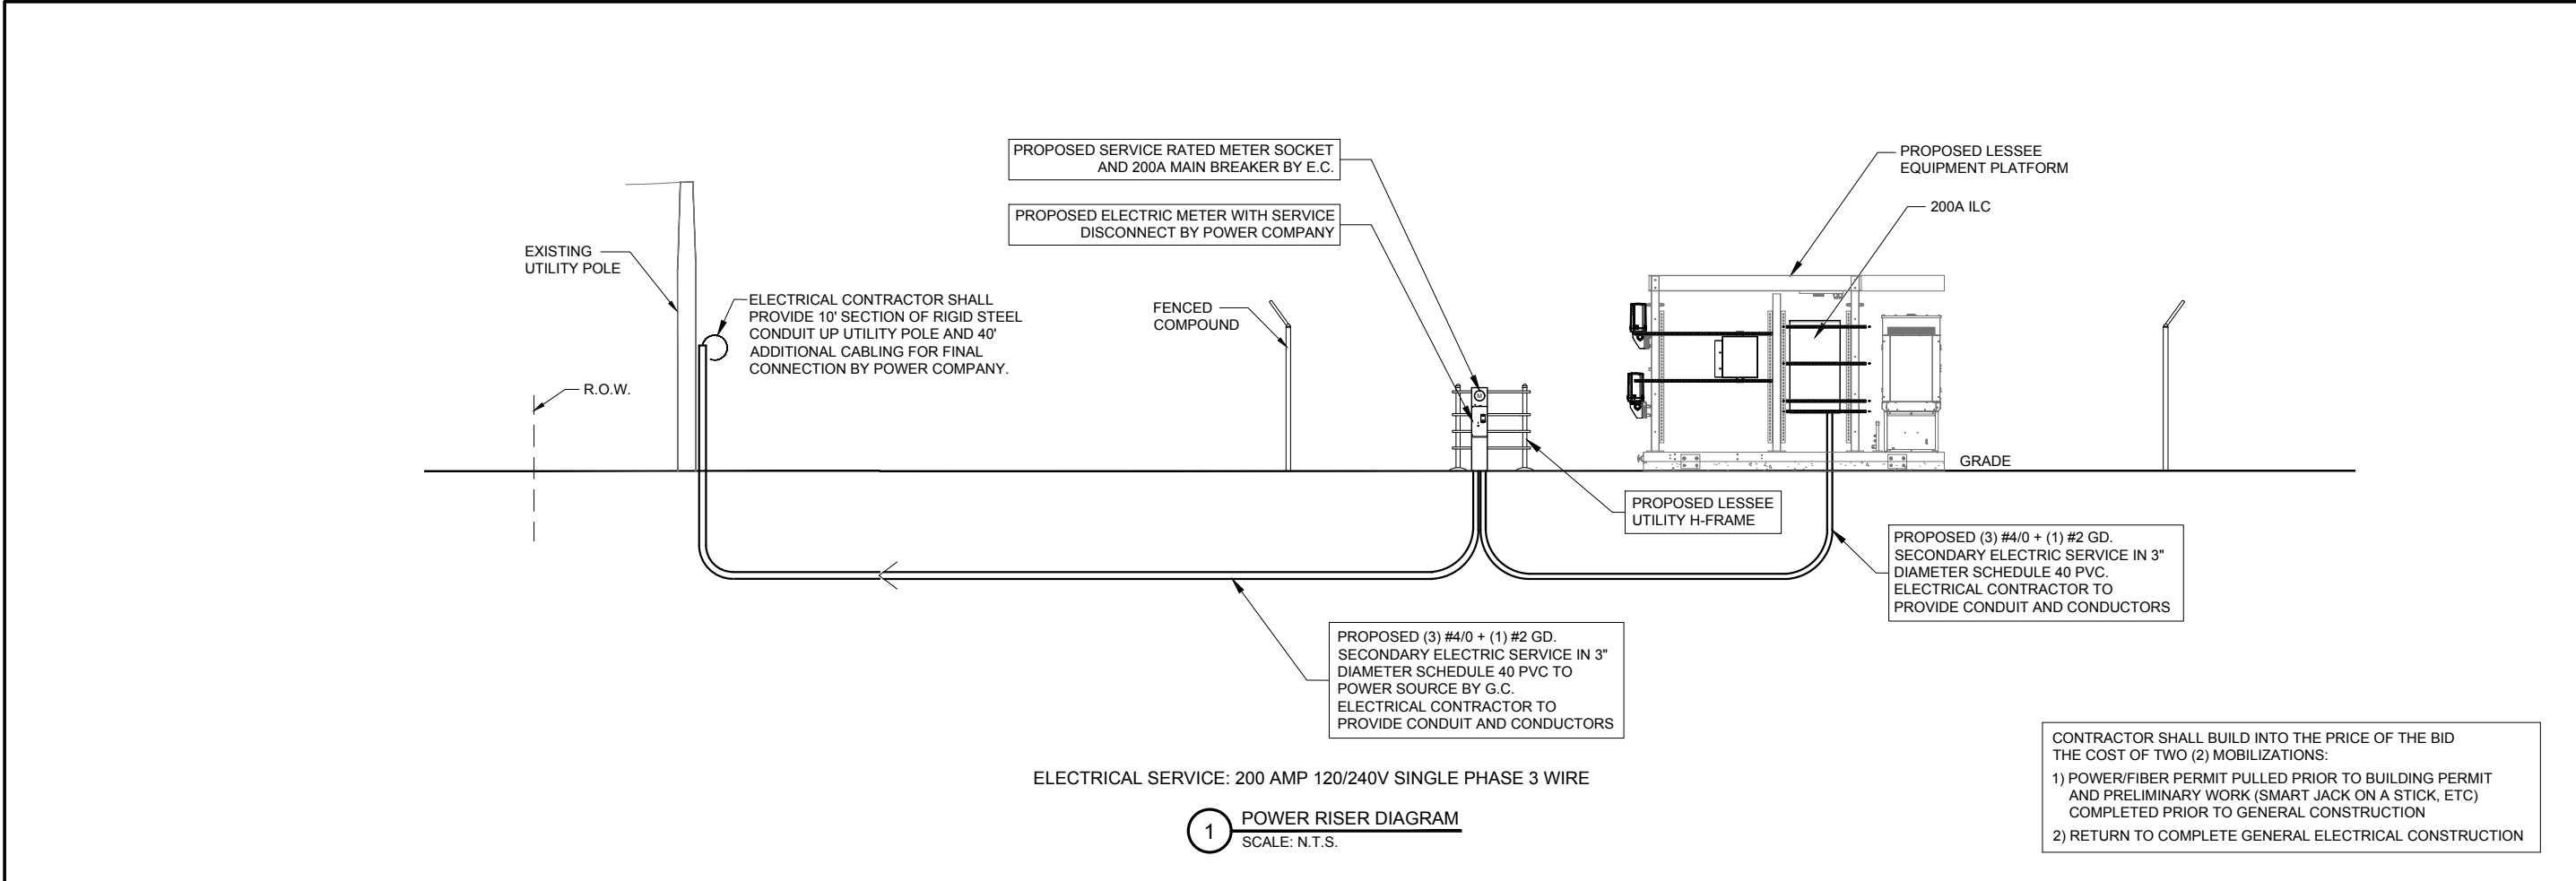 PROPOSED SERVICE RATED METER SOCKET
AND 200A MAIN BREAKER BY E.C.
PROPOSED ELECTRIC METER WITH SERVICE
DISCONNECT BY POWER COMPANY
PROPOSED LESSEE
EQUIPMENT PLATFORM
200A ILC
EXISTING
UTILITY POLE
ELECTRICAL CONTRACTOR SHALL
PROVIDE 10' SECTION OF RIGID STEEL
CONDUIT UP UTILITY POLE AND 40'
ADDITIONAL CABLING FOR FINAL
CONNECTION BY POWER COMPANY.
FENCED
COMPOUND
R.O.W.
M
GRADE
PROPOSED LESSEE
UTILITY H-FRAME
PROPOSED (3) #4/0 + (1) #2 GD.
SECONDARY ELECTRIC SERVICE IN 3"
DIAMETER SCHEDULE 40 PVC.
ELECTRICAL CONTRACTOR TO
PROVIDE CONDUIT AND CONDUCTORS
PROPOSED (3) #4/0 + (1) #2 GD.
SECONDARY ELECTRIC SERVICE IN 3"
DIAMETER SCHEDULE 40 PVC TO
POWER SOURCE BY G.C.
ELECTRICAL CONTRACTOR TO
PROVIDE CONDUIT AND CONDUCTORS
CONTRACTOR SHALL BUILD INTO THE PRICE OF THE BID
THE COST OF TWO (2) MOBILIZATIONS:
1) POWER/FIBER PERMIT PULLED PRIOR TO BUILDING PERMIT
AND PRELIMINARY WORK (SMART JACK ON A STICK, ETC)
COMPLETED PRIOR TO GENERAL CONSTRUCTION
2) RETURN TO COMPLETE GENERAL ELECTRICAL CONSTRUCTION
ELECTRICAL SERVICE: 200 AMP 120/240V SINGLE PHASE 3 WIRE
1 POWER RISER DIAGRAM
SCALE: N.T.S.